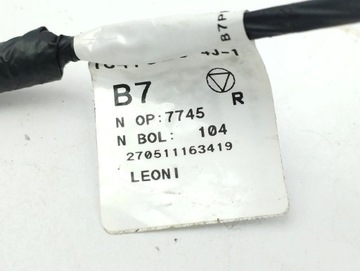 B7
R
N OP:7745
N BOL: 104
270511163419
LEONI